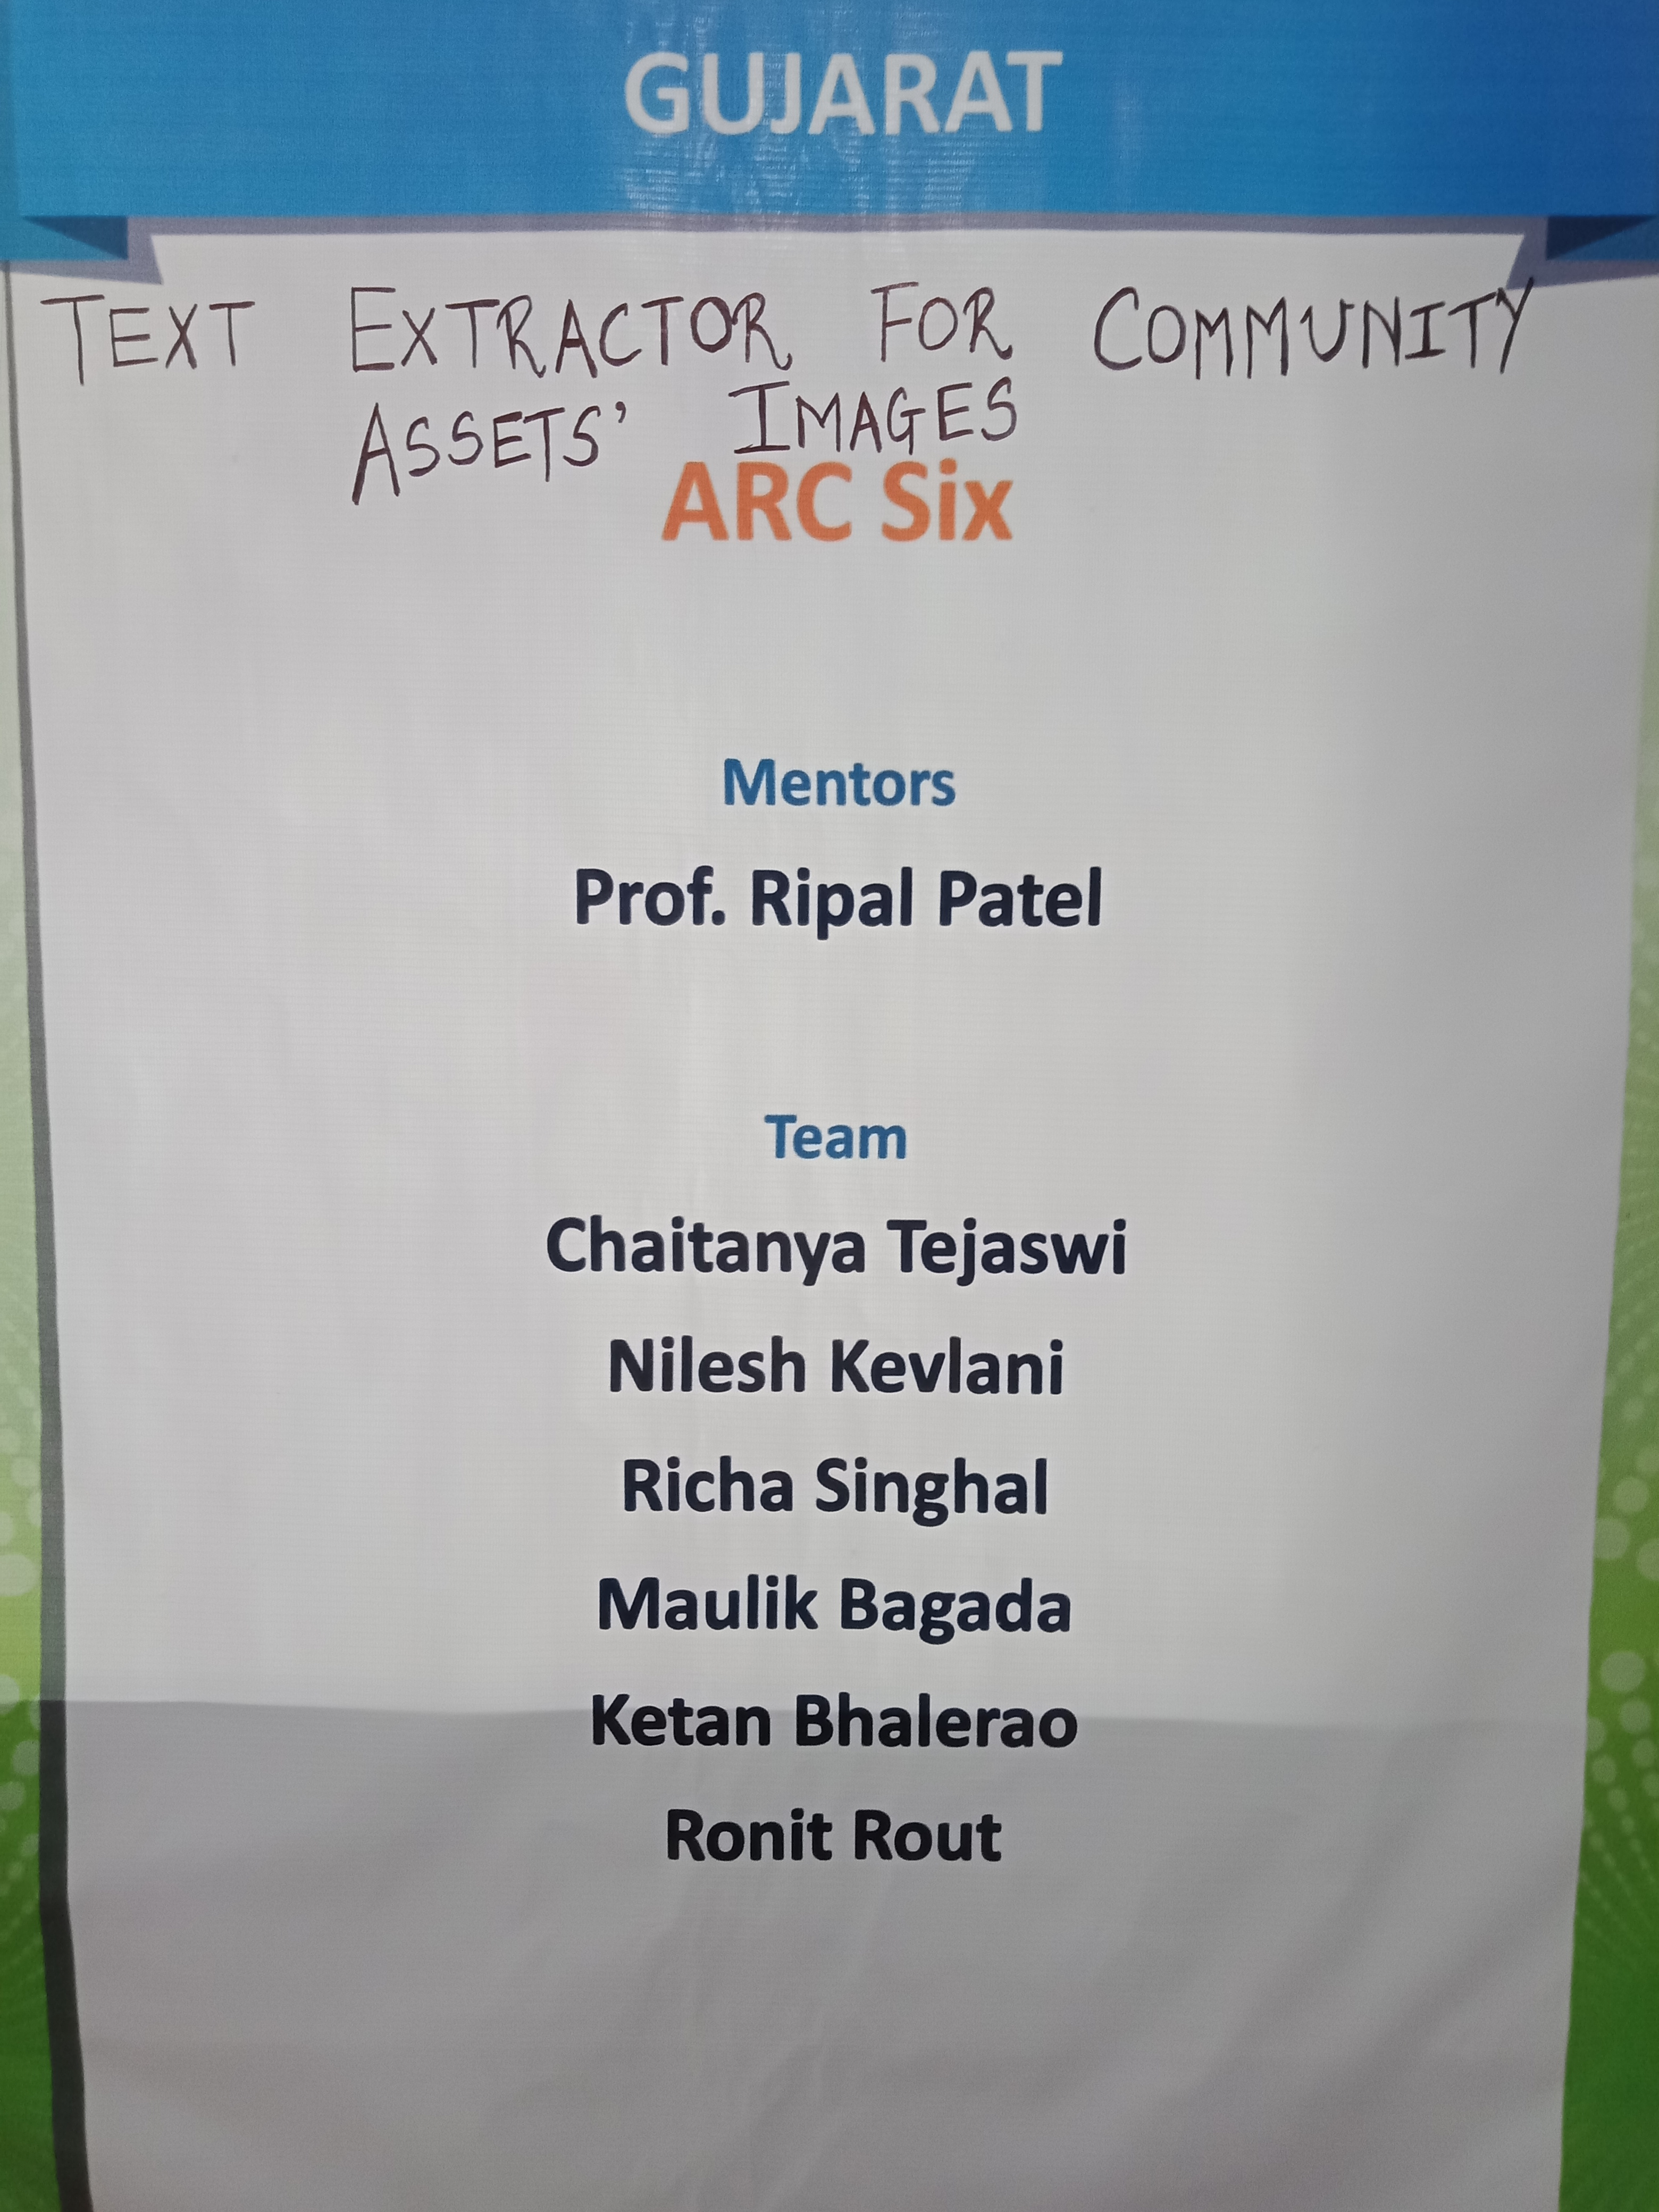 GUJARAT
TEXT EXTRACTOR FOR COMMUNITY
ASSETS' IMAGES
ARC Six
Mentors
Prof. Ripal Patel
Team
Chaitanya Tejaswi
Nilesh Kevlani
Richa Singhal
Maulik Bagada
Ketan Bhalerao
Ronit Rout